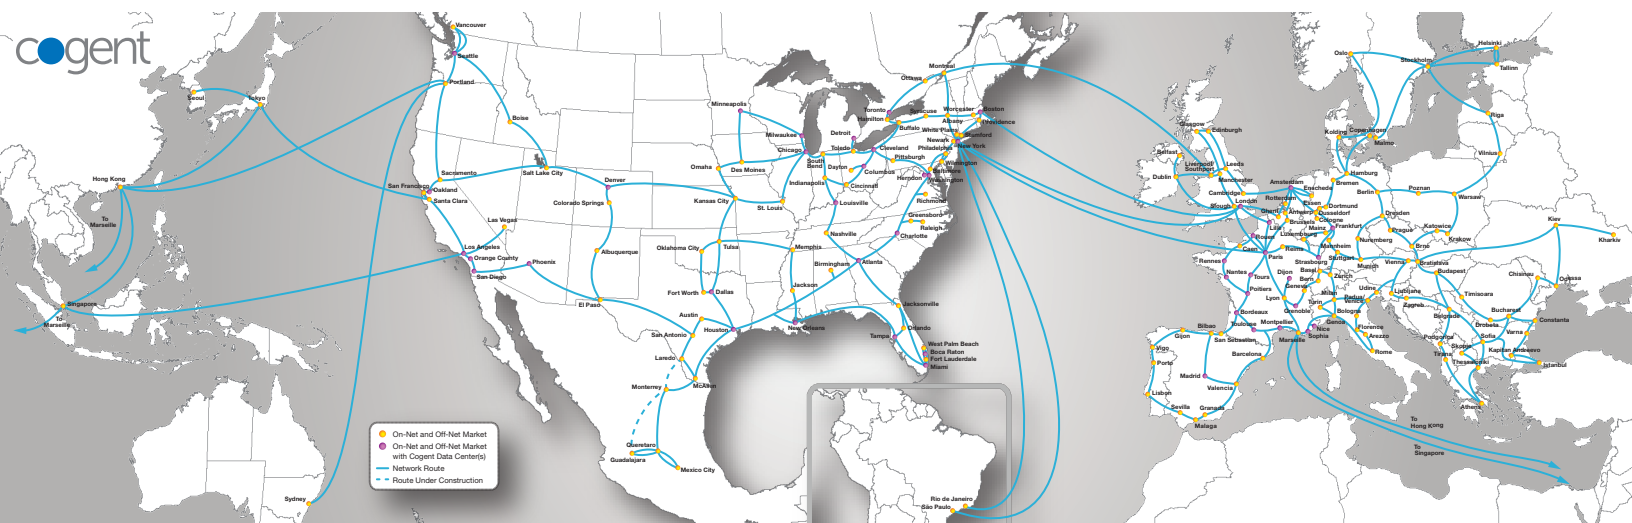 cogent
Vancouver
Seattle
Portland
Boise
Seoul
Tokyo
Hong Kong
To
Marseille
Singapore
To
Marseille
Sydney
Sacramento
San Francisco
Oakland
Santa Clara
Salt Lake City
Las Vegas
Los Angeles
Orange County
San Diego
Phoenix
Denver
Colorado Springs
Albuquerque
El Paso
Minneapolis
Milwaukee
Chicago
Omaha
Des Moines
Kansas City
St. Louis
Oklahoma City
Tulsa
Fort Worth
Dallas
Austin
San Antonio
Houston
Laredo
McAllen
Monterrey
Queretaro
Guadalajara
Mexico City
Memphis
Jackson
New Orleans
Birmingham
Nashville
Atlanta
Louisville
Indianapolis
South
Bend
Toledo
Detroit
Dayton
Columbus
Cincinnati
Cleveland
Pittsburgh
Herndon
Toronto
Hamilton
Buffalo
Syracuse
Ottawa
Montreal
Worcester
Boston
Albany
Providence
White Plains
Stamford
Newark
New York
Philadelphia
Wilmington
Baltimore
Washington
Richmond
Greensboro
Raleigh
Charlotte
Jacksonville
Orlando
Tampa
West Palm Beach
Boca Raton
Fort Lauderdale
Miami
Rio de Janeiro
São Paulo
On-Net and Off-Net Market
On-Net and Off-Net Market
with Cogent Data Center(s)
Network Route
Route Under Construction
Glasgow
Edinburgh
Belfast
Dublin
Liverpool/
Southport
Leeds
Manchester
Cambridge
London
Slough
Oslo
Stockholm
Helsinki
Tallinn
Riga
Vilnius
Kolding
Copenhagen
Malmo
Hamburg
Bremen
Berlin
Poznan
Warsaw
Amsterdam
Enschede
Rotterdam
Essen
Dortmund
Dusseldorf
Cologne
Ghent
Antwerp
Brussels
Lille
Luxembourg
Mainz
Frankfurt
Dresden
Prague
Katowice
Krakow
Nuremberg
Brno
Kiev
Kharkiv
Rouen
Caen
Reims
Paris
Mannheim
Stuttgart
Strasbourg
Munich
Vienna
Bratislava
Budapest
Chisinau
Odessa
Rennes
Nantes
Tours
Poitiers
Dijon
Basel
Bern
Zurich
Geneva
Lyon
Grenoble
Milan
Turin
Padua
Venice
Udine
Ljubljana
Zagreb
Timisoara
Belgrade
Bucharest
Drobeta
Constanta
Varna
Sofia
Bordeaux
Toulouse
Montpellier
Marseille
Nice
Sophia
Genoa
Bologna
Florence
Arezzo
Rome
Podgorica
Tirana
Skopje
Kapitan Andreevo
Thessaloniki
Istanbul
Athens
Bilbao
Gijon
San Sebastian
Vigo
Porto
Barcelona
Madrid
Valencia
Lisbon
Sevilla
Granada
Malaga
To
Hong Kong
To
Singapore